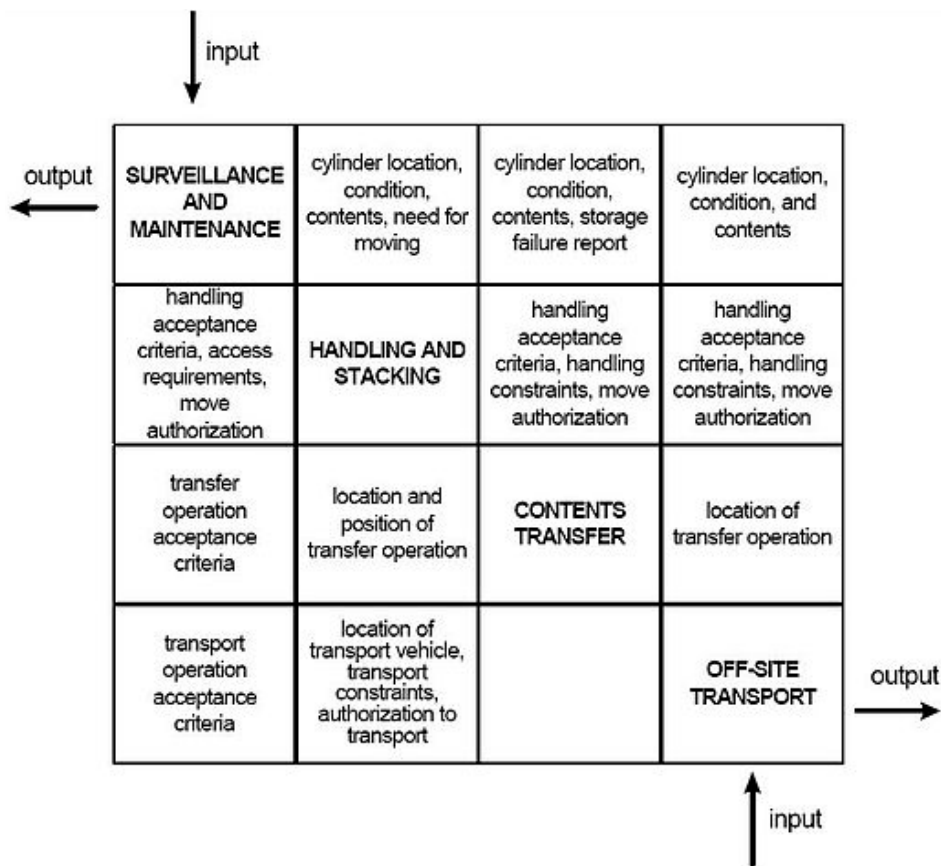 input
output
SURVEILLANCE
AND
MAINTENANCE
cylinder location,
condition,
contents, need for
moving
cylinder location,
condition,
contents, storage
failure report
cylinder location,
condition, and
contents
handling
acceptance
criteria, access
requirements,
move
authorization
HANDLING AND
STACKING
handling
acceptance
criteria, handling
constraints, move
authorization
handling
acceptance
criteria, handling
constraints, move
authorization
transfer
operation
acceptance
criteria
location and
position of
transfer operation
CONTENTS
TRANSFER
location of
transfer operation
transport
operation
acceptance
criteria
location of
transport vehicle,
transport
constraints,
authorization to
transport
OFF-SITE
TRANSPORT
output
input